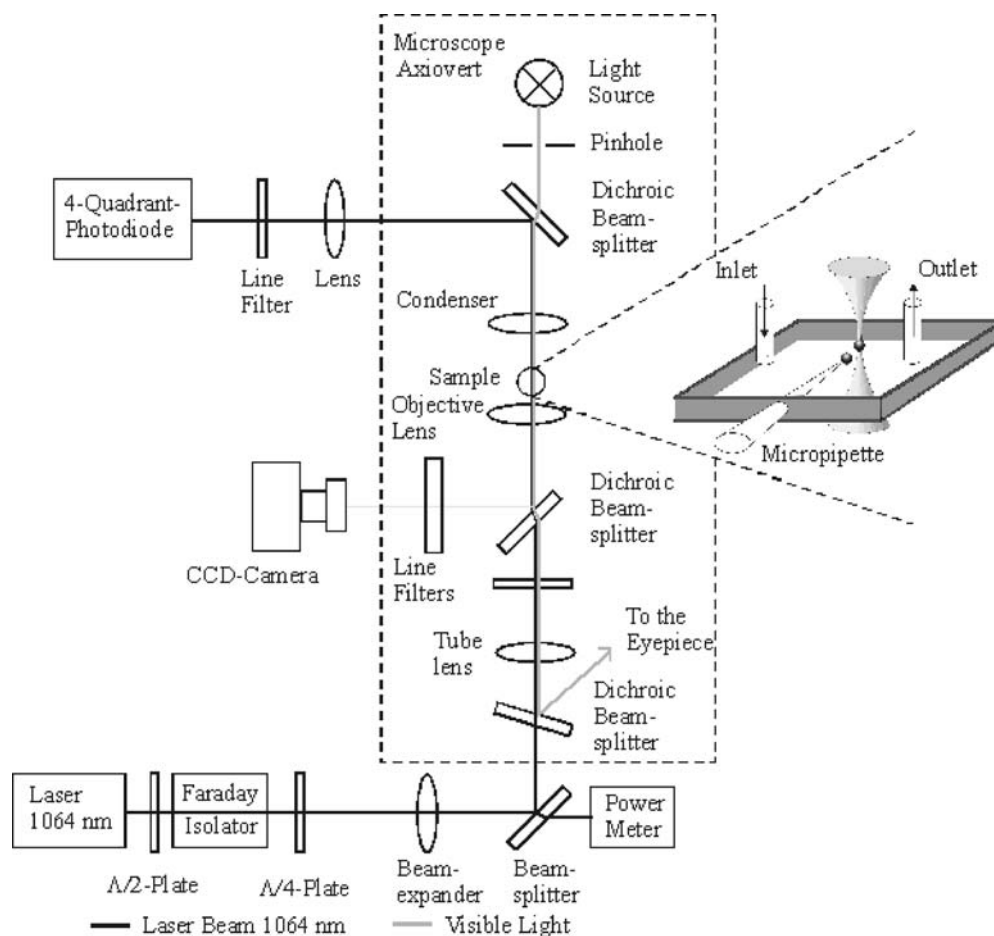 Microscope
Axiovert
Light
Source
Pinhole
Dichroic
Beam-
splitter
4-Quadrant-
Photodiode
Line
Filter
Lens
Condenser
Inlet
Outlet
Sample
Objective
Lens
Micropipette
Dichroic
Beam-
splitter
CCD-Camera
Line
Filters
To the
Eyepiece
Tube
lens
Dichroic
Beam-
splitter
Laser
1064 nm
Faraday
Isolator
Power
Meter
Λ/2-Plate
Λ/4-Plate
Beam-
expander
Beam-
splitter
Laser Beam 1064 nm
Visible Light